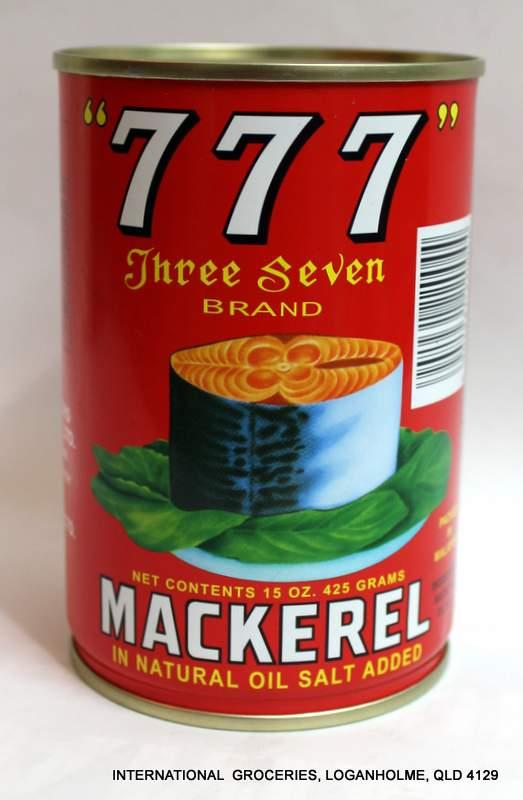 "777"
Three Seven
BRAND
NET CONTENTS 15 OZ. 425 GRAMS
MACKEREL
IN NATURAL OIL SALT ADDED
INTERNATIONAL GROCERIES, LOGANHOLME, QLD 4129